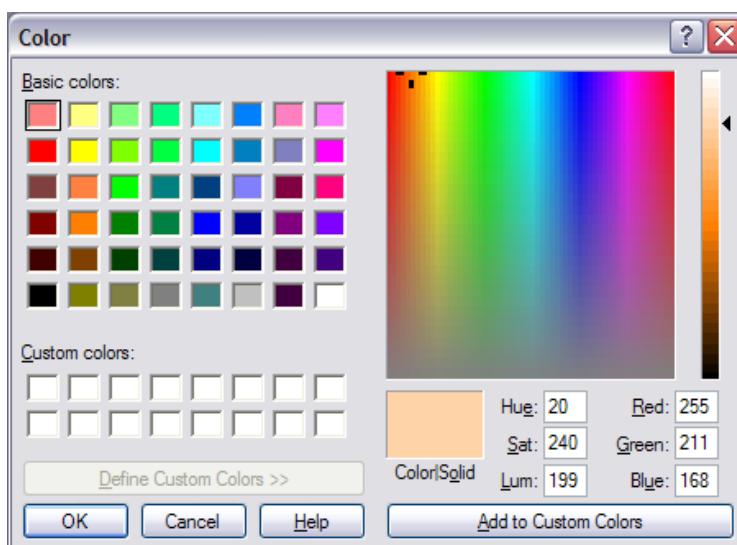 Color
?
Basic colors:
Custom colors:
Define Custom Colors >>
OK
Cancel
Help
Color|Solid
Hue: 20
Sat: 240
Lum: 199
Red: 255
Green: 211
Blue: 168
Add to Custom Colors